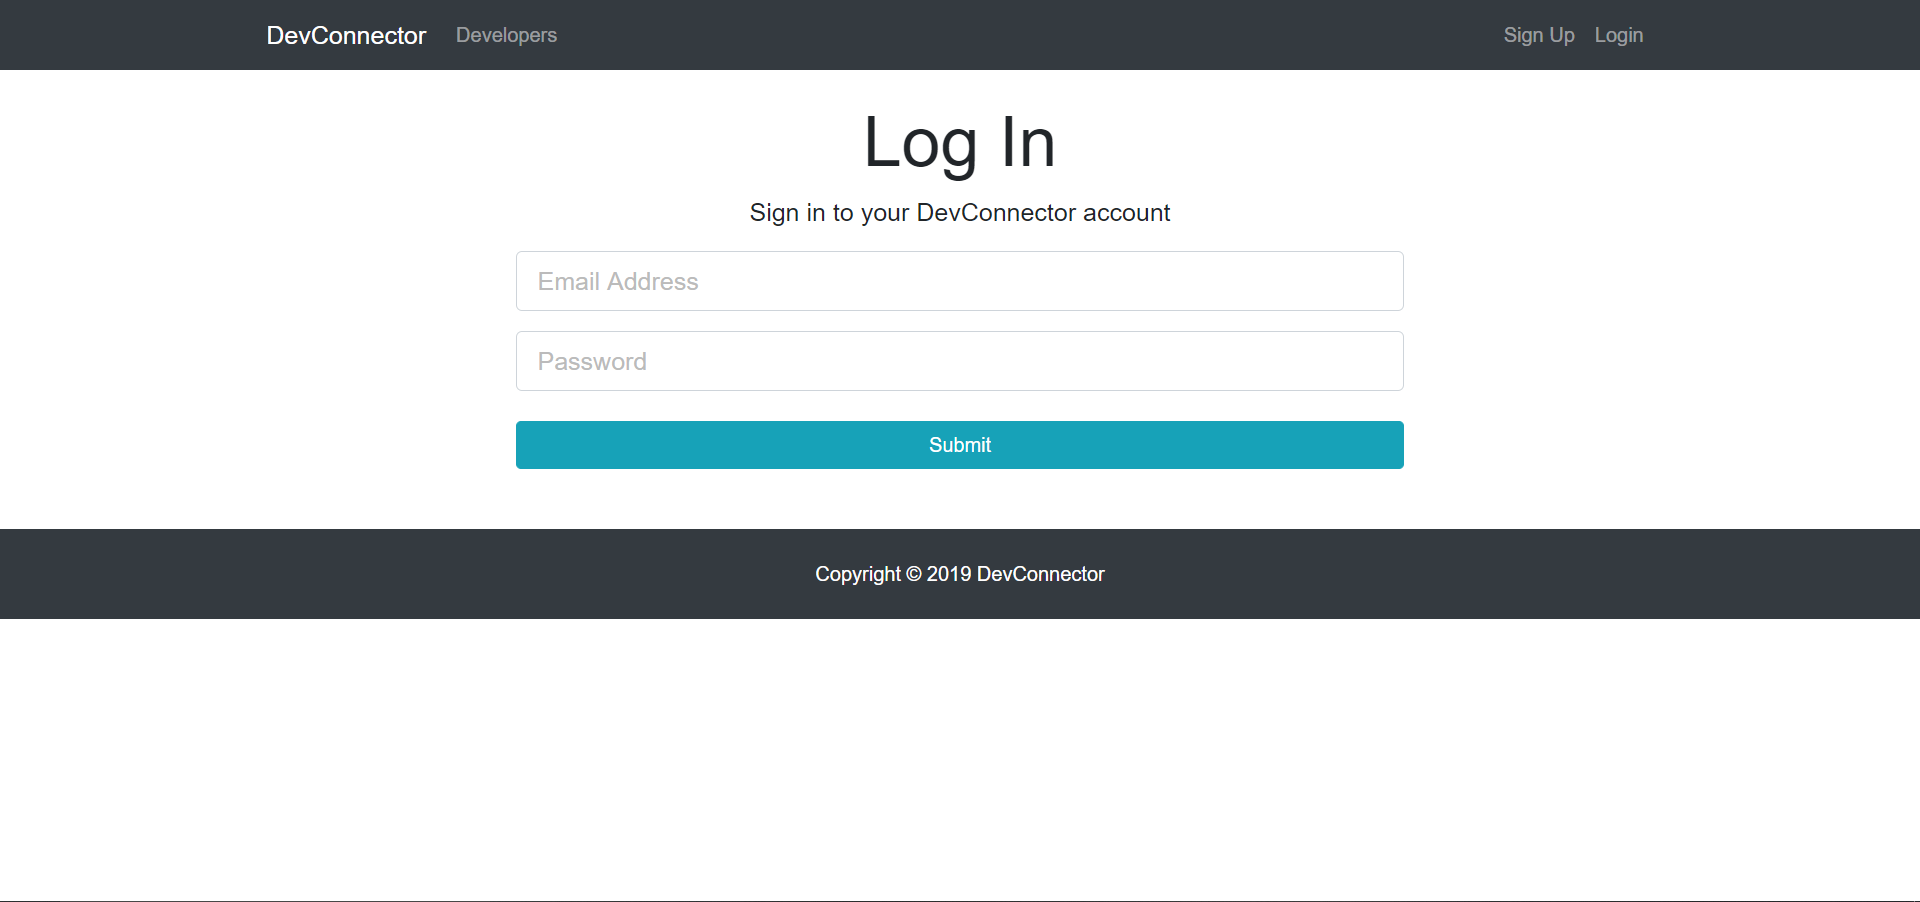 DevConnector Developers Sign Up Login
Log In
Sign in to your DevConnector account
Email Address
Password
Submit
Copyright © 2019 DevConnector